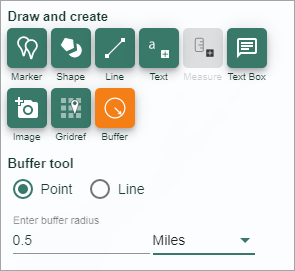 Draw and create
a
Marker Shape Line Text Measure Text Box
Image Gridref Buffer
Buffer tool
Point Line
Enter buffer radius
0.5 Miles